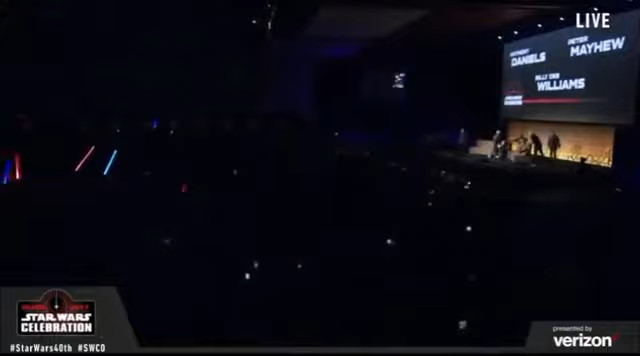 LIVE
ANTHONY
DANIELS
PETER
MAYHEW
BILLY DEE
WILLIAMS
STAR WARS
CELEBRATION
#StarWars40th #SWCO
presented by
verizon